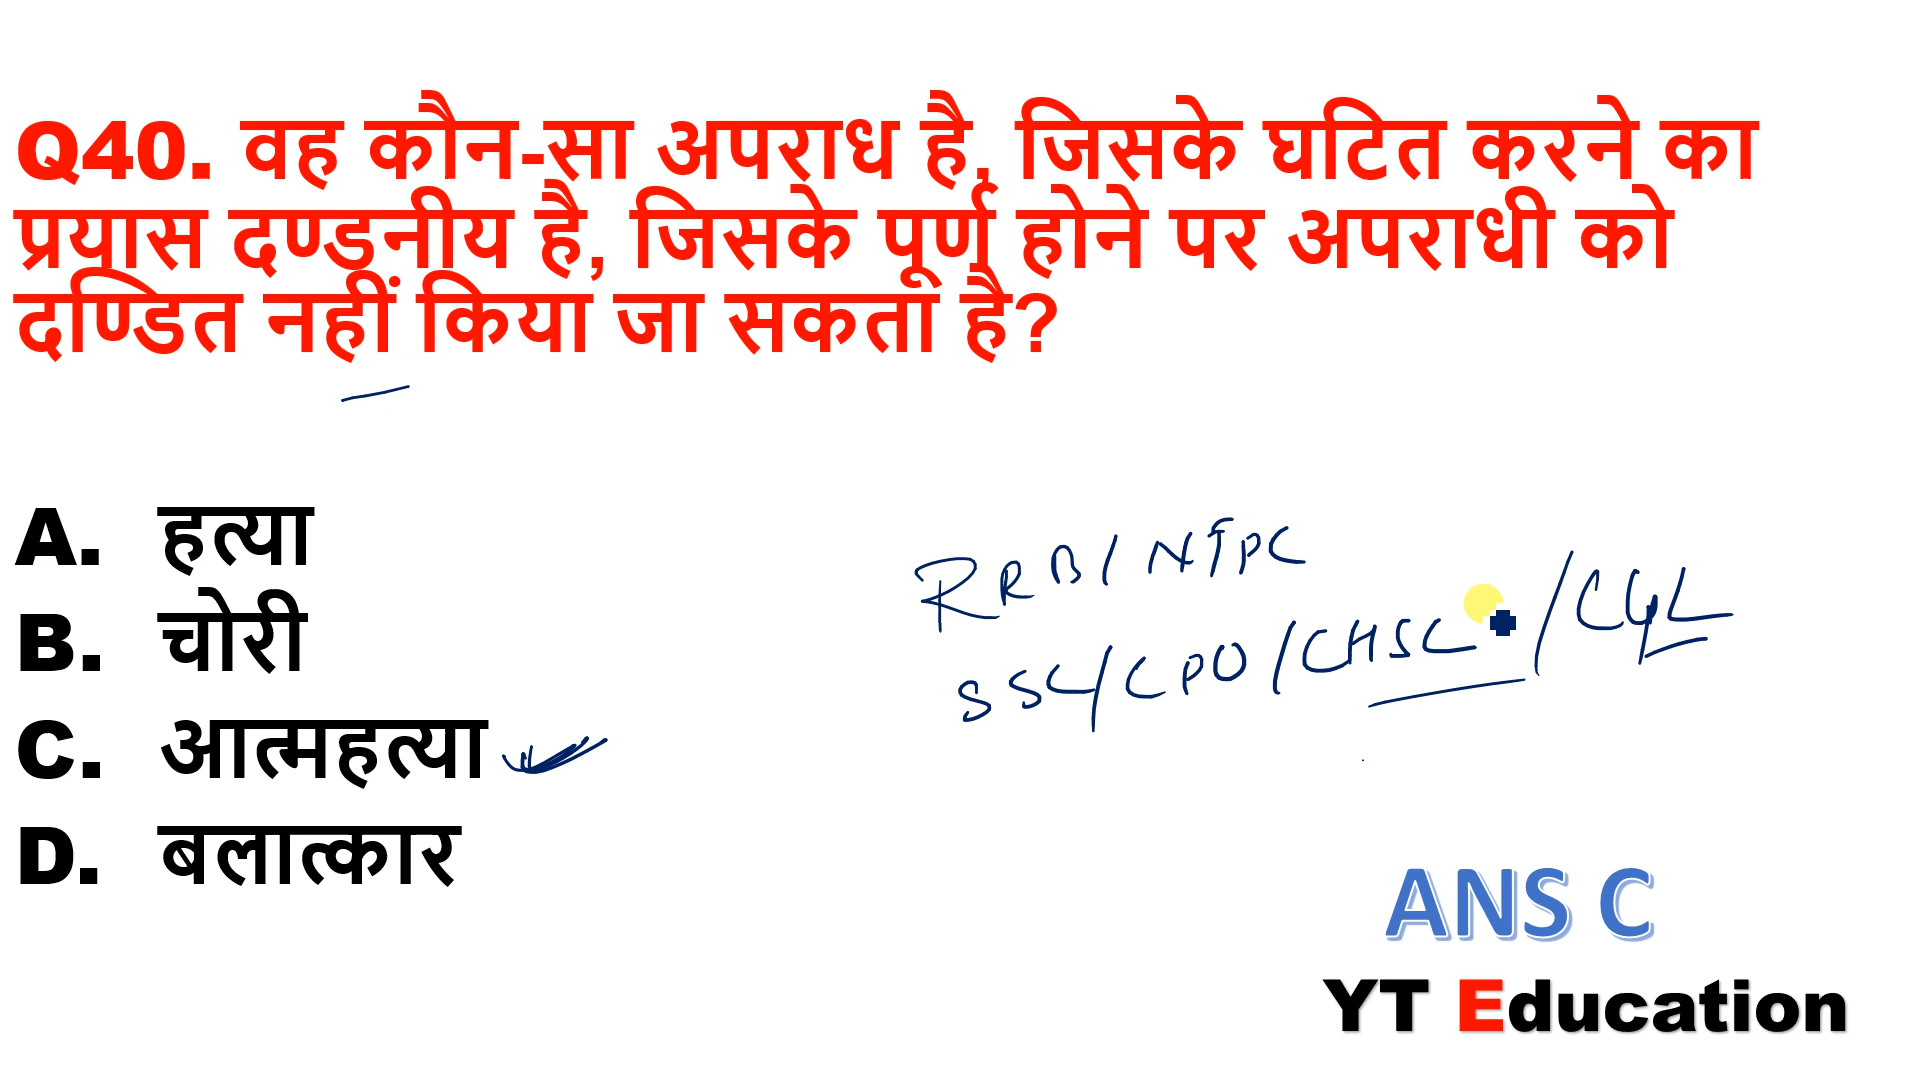 Q40. वह कौन-सा अपराध है, जिसके घटित करने का
प्रयास दण्डनीय है, जिसके पूर्ण होने पर अपराधी को
दण्डित नहीं किया जा सकता है?
A. हत्या
B. चोरी
C. आत्महत्या
D. बलात्कार
RRB/NTPC
SSC/CPO/CHSL/CGL
ANS C
YT Education